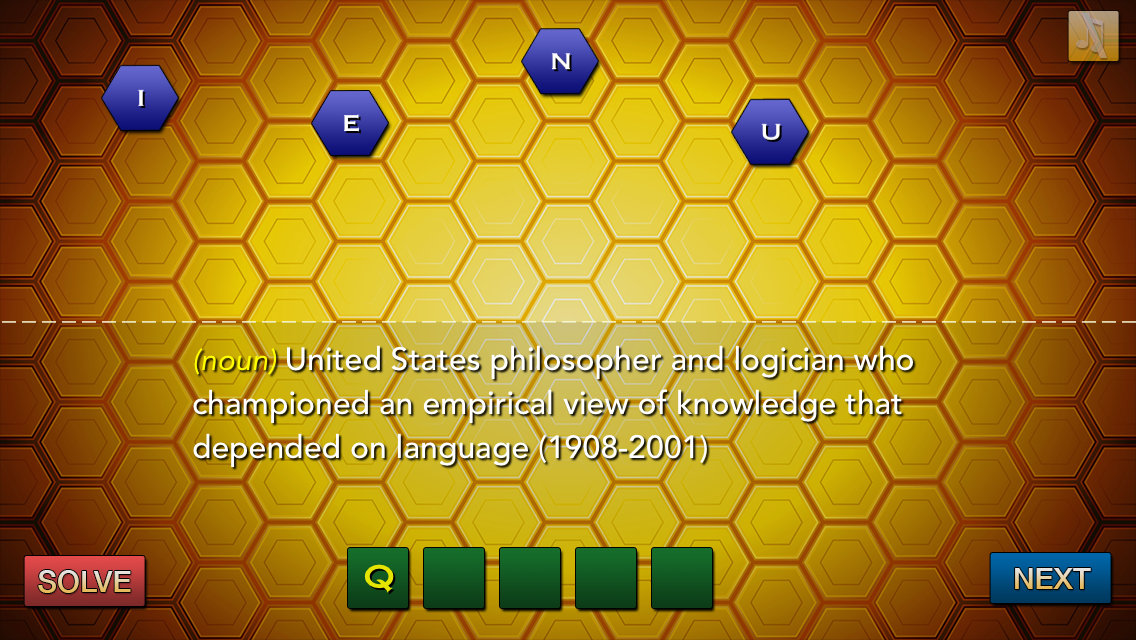 I
E
N
U
(noun) United States philosopher and logician who
championed an empirical view of knowledge that
depended on language (1908-2001)
SOLVE
Q
NEXT